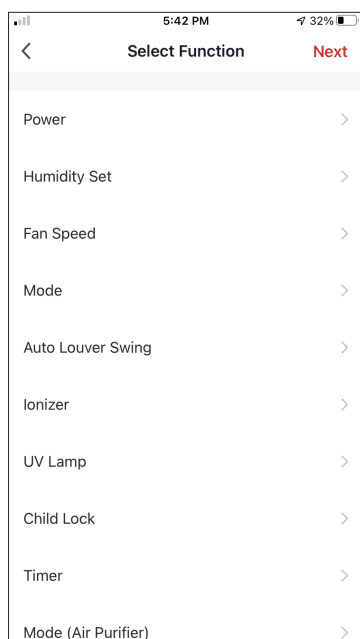 5:42 PM 32%
Select Function Next
Power
Humidity Set
Fan Speed
Mode
Auto Louver Swing
Ionizer
UV Lamp
Child Lock
Timer
Mode (Air Purifier)